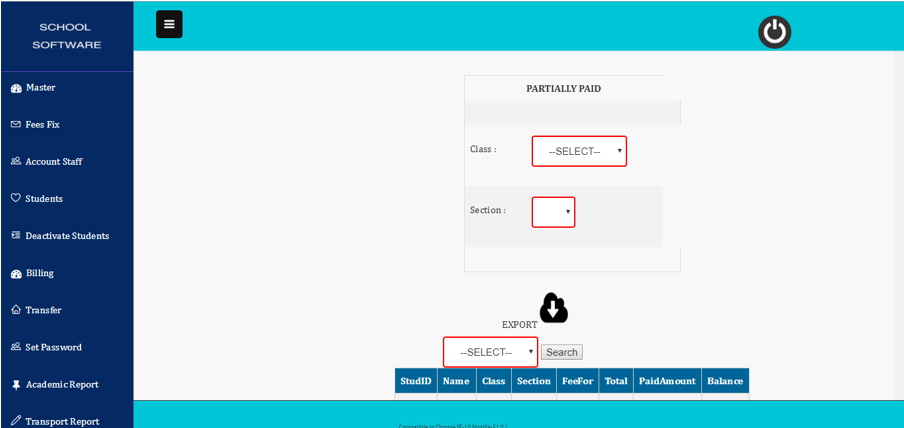 SCHOOL
SOFTWARE
Master
Fees Fix
Account Staff
Students
Deactivate Students
Billing
Transfer
Set Password
Academic Report
Transport Report
PARTIALLY PAID
Class :
--SELECT--
Section :
EXPORT
--SELECT--
Search
StudID Name Class Section FeeFor Total PaidAmount Balance